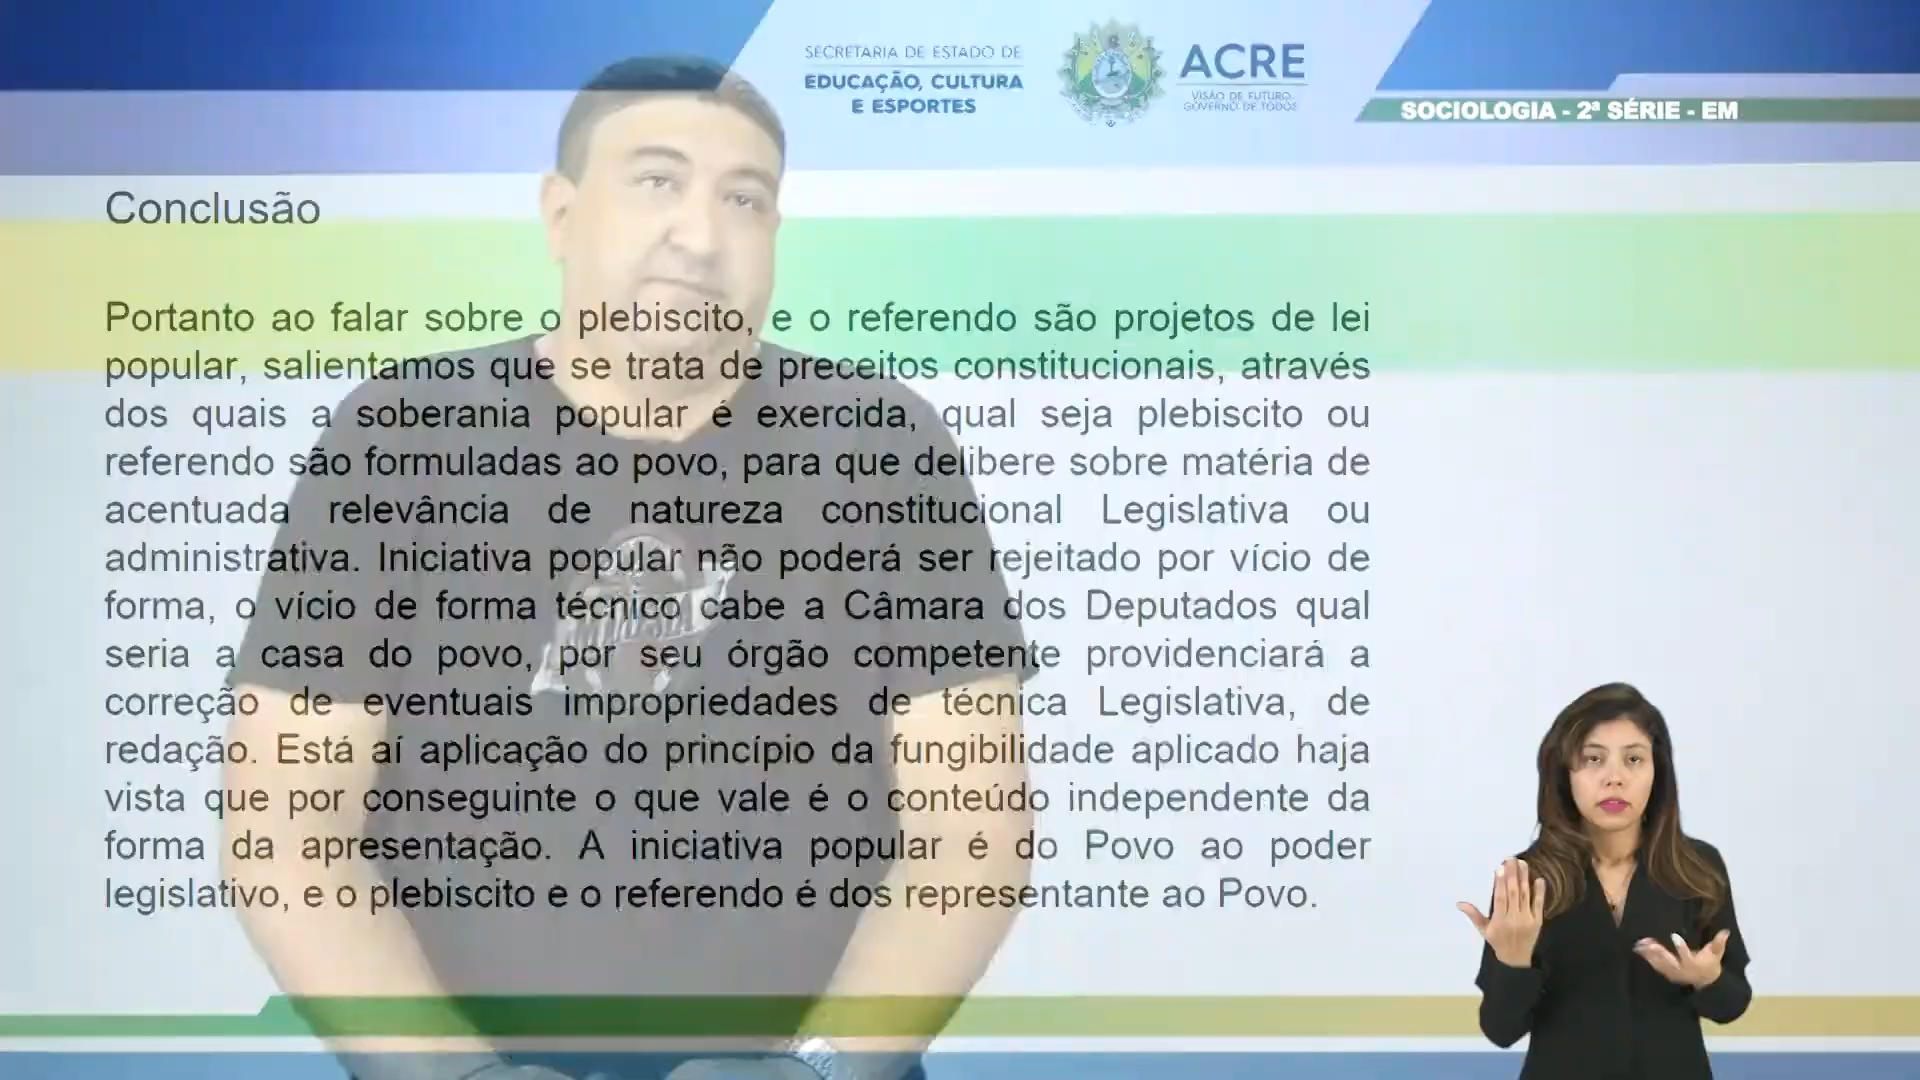 SECRETARIA DE ESTADO DE
EDUCAÇÃO, CULTURA
E ESPORTES
ACRE
VISÃO DE FUTURO
GOVERNO DE TODOS
SOCIOLOGIA - 2ª SÉRIE - EM
Conclusão
Portanto ao falar sobre o plebiscito, e o referendo são projetos de lei
popular, salientamos que se trata de preceitos constitucionais, através
dos quais a soberania popular é exercida, qual seja plebiscito ou
referendo são formuladas ao povo, para que delibere sobre matéria de
acentuada relevância de natureza constitucional Legislativa ou
administrativa. Iniciativa popular não poderá ser rejeitado por vício de
forma, o vício de forma técnico cabe a Câmara dos Deputados qual
seria a casa do povo, por seu órgão competente providenciará a
correção de eventuais impropriedades de técnica Legislativa, de
redação. Está aí aplicação do princípio da fungibilidade aplicado haja
vista que por conseguinte o que vale é o conteúdo independente da
forma da apresentação. A iniciativa popular é do Povo ao poder
legislativo, e o plebiscito e o referendo é dos representante ao Povo.